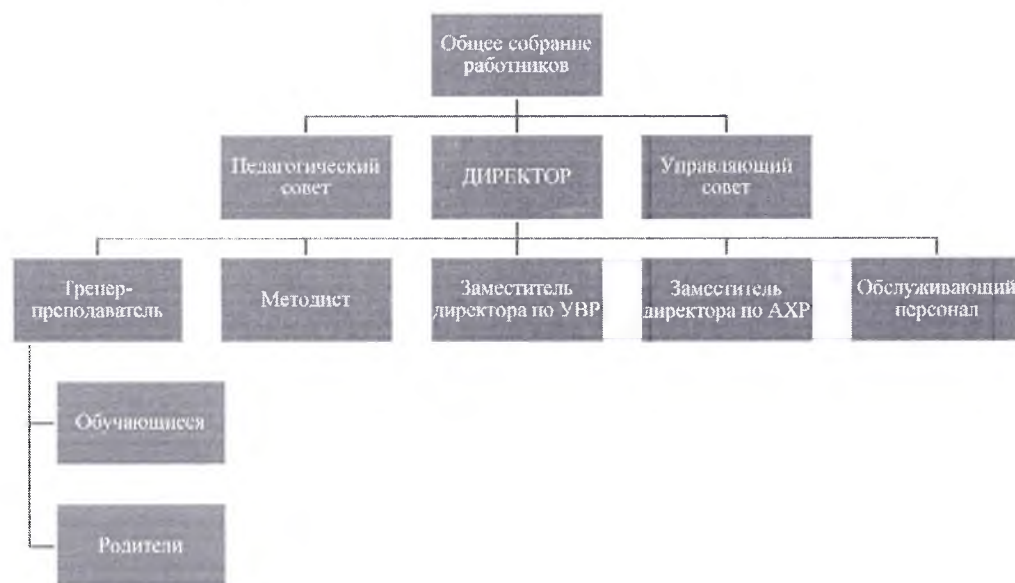 Общее собрание
работников
Педагогический
совет
ДИРЕКТОР
Управляющий
совет
Тренер-
преподаватель
Методист
Заместитель
директора по УВР
Заместитель
директора по АХР
Обслуживающий
персонал
Обучающиеся
Родители